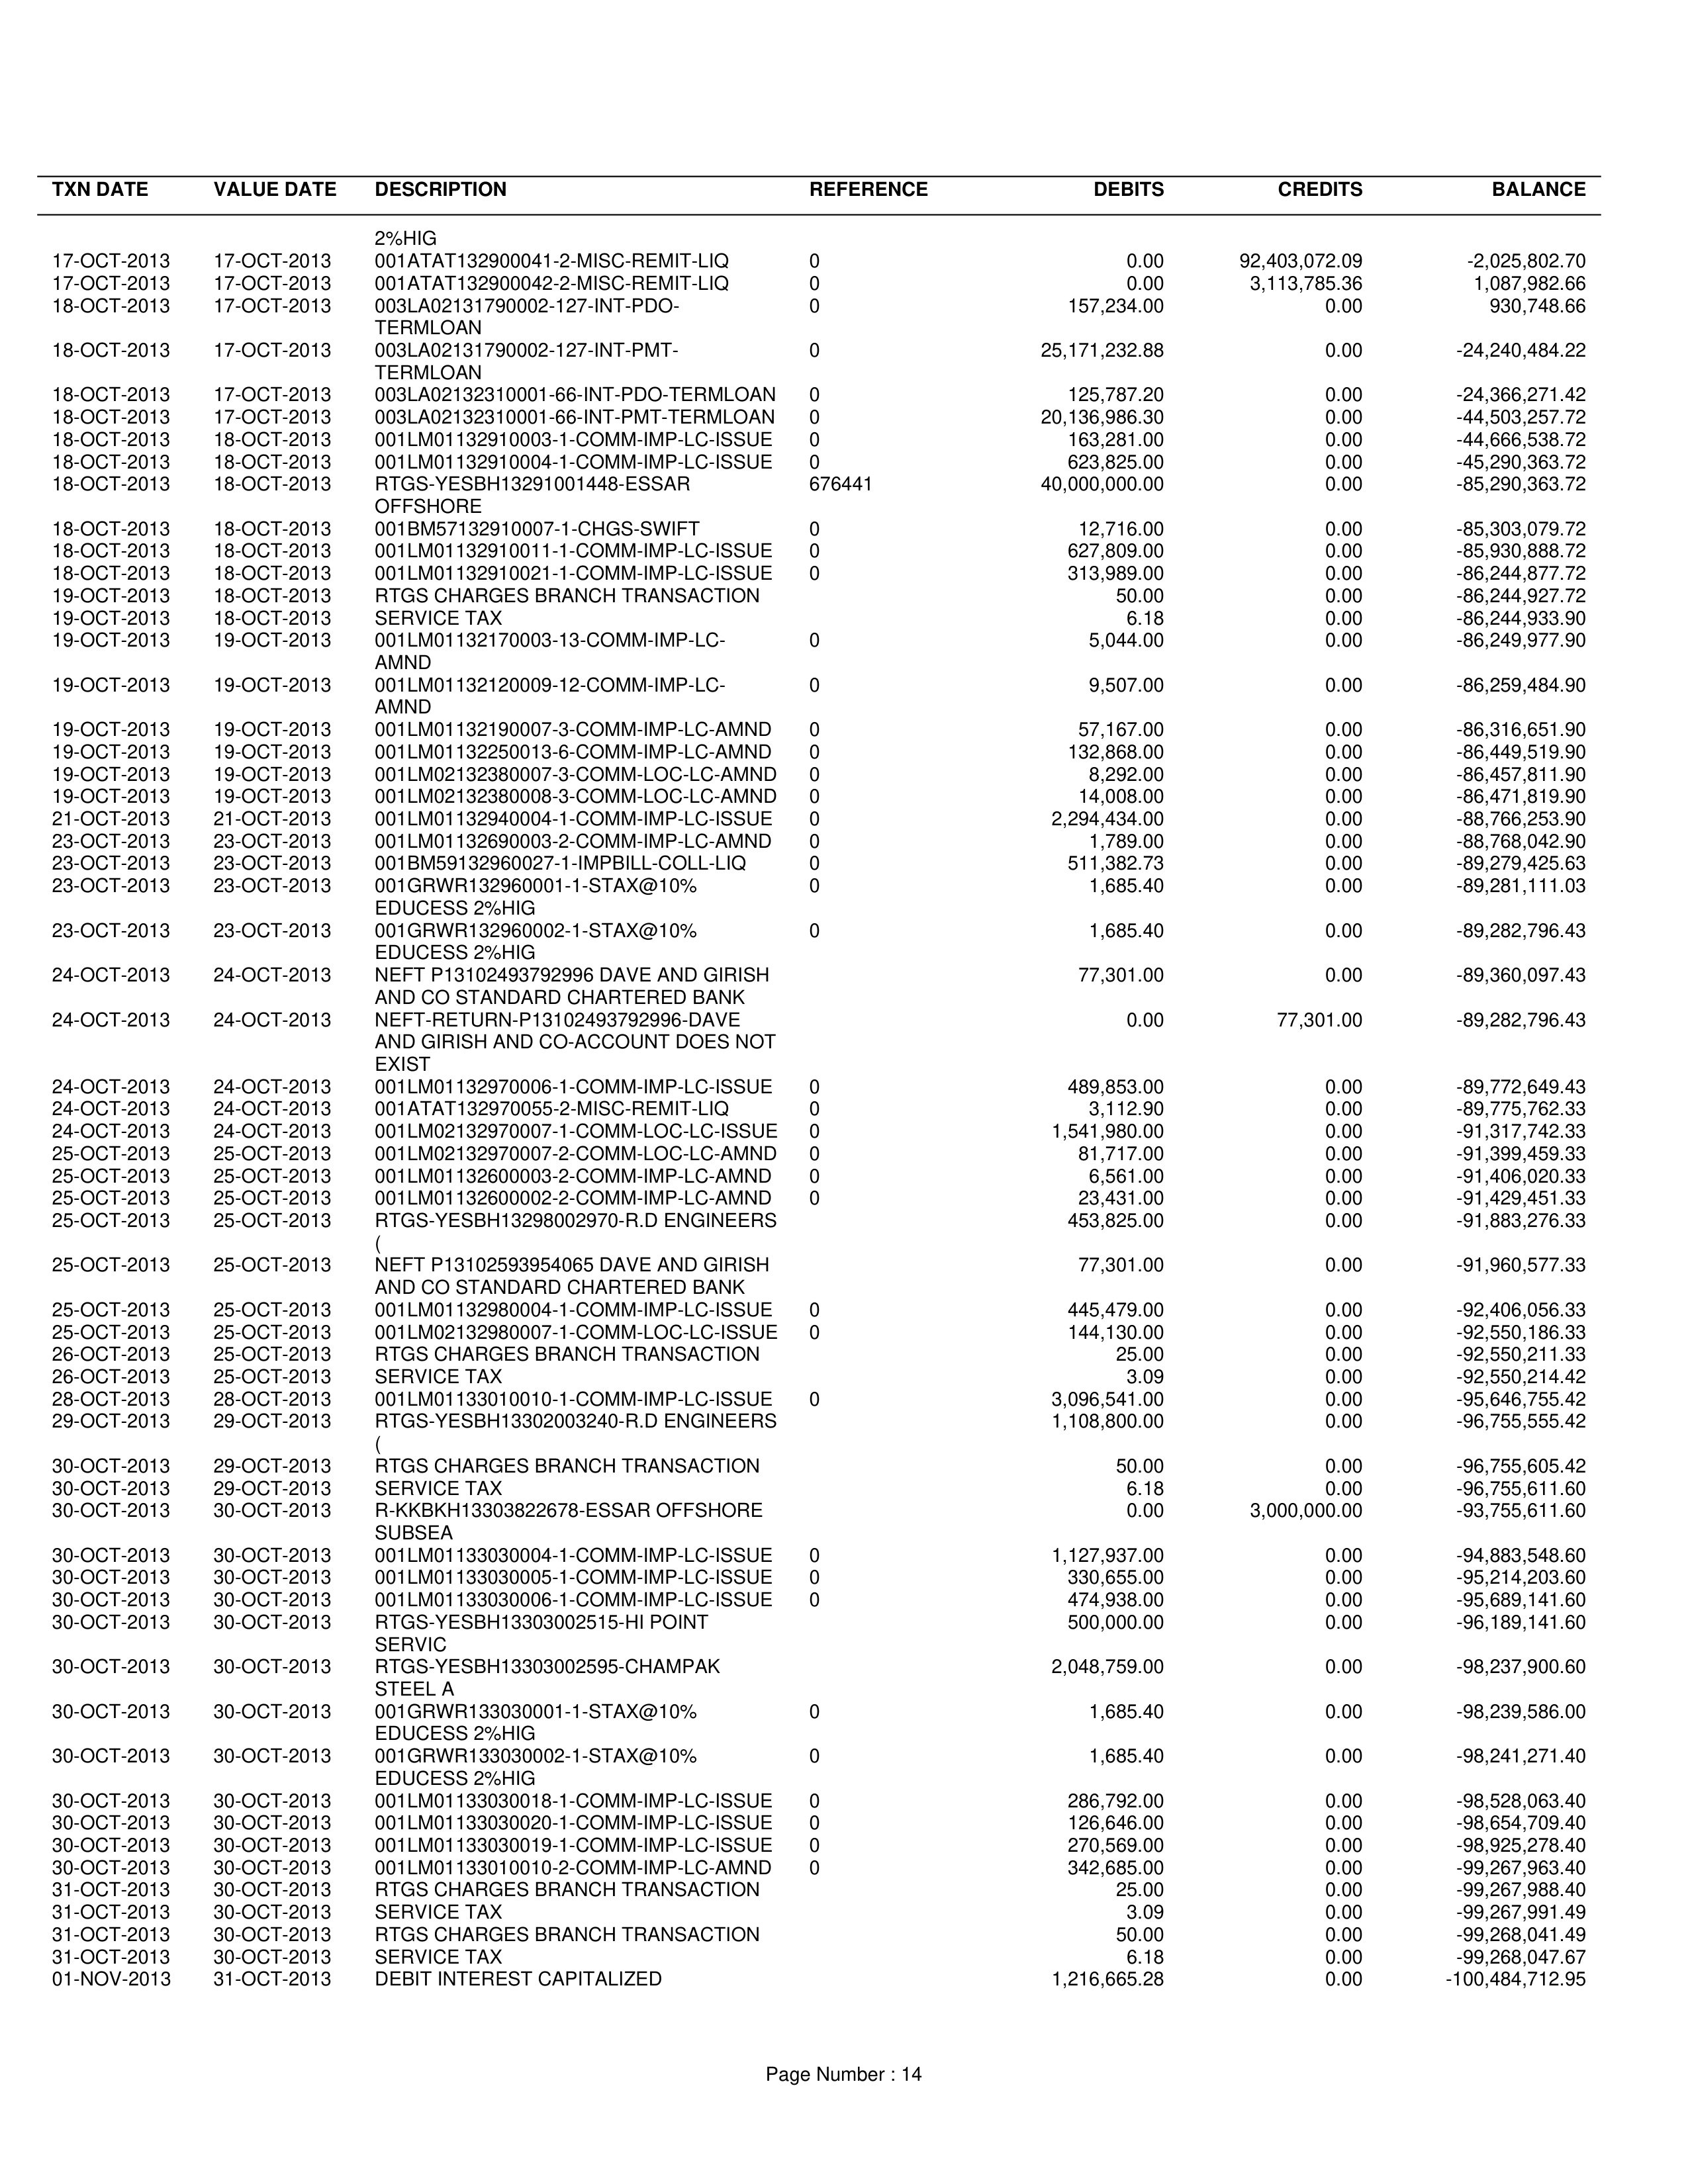 TXN DATE VALUE DATE DESCRIPTION REFERENCE DEBITS CREDITS BALANCE
2%HIG
17-OCT-2013 17-OCT-2013 001ATAT132900041-2-MISC-REMIT-LIQ 0 0.00 92,403,072.09 -2,025,802.70
17-OCT-2013 17-OCT-2013 001ATAT132900042-2-MISC-REMIT-LIQ 0 0.00 3,113,785.36 1,087,982.66
18-OCT-2013 17-OCT-2013 003LA02131790002-127-INT-PDO- 0 157,234.00 0.00 930,748.66
TERMLOAN
18-OCT-2013 17-OCT-2013 003LA02131790002-127-INT-PMT- 0 25,171,232.88 0.00 -24,240,484.22
TERMLOAN
18-OCT-2013 17-OCT-2013 003LA02132310001-66-INT-PDO-TERMLOAN 0 125,787.20 0.00 -24,366,271.42
18-OCT-2013 17-OCT-2013 003LA02132310001-66-INT-PMT-TERMLOAN 0 20,136,986.30 0.00 -44,503,257.72
18-OCT-2013 18-OCT-2013 001LM01132910003-1-COMM-IMP-LC-ISSUE 0 163,281.00 0.00 -44,666,538.72
18-OCT-2013 18-OCT-2013 001LM01132910004-1-COMM-IMP-LC-ISSUE 0 623,825.00 0.00 -45,290,363.72
18-OCT-2013 18-OCT-2013 RTGS-YESBH13291001448-ESSAR 676441 40,000,000.00 0.00 -85,290,363.72
OFFSHORE
18-OCT-2013 18-OCT-2013 001BM57132910007-1-CHGS-SWIFT 0 12,716.00 0.00 -85,303,079.72
18-OCT-2013 18-OCT-2013 001LM01132910011-1-COMM-IMP-LC-ISSUE 0 627,809.00 0.00 -85,930,888.72
18-OCT-2013 18-OCT-2013 001LM01132910021-1-COMM-IMP-LC-ISSUE 0 313,989.00 0.00 -86,244,877.72
19-OCT-2013 18-OCT-2013 RTGS CHARGES BRANCH TRANSACTION 50.00 0.00 -86,244,927.72
19-OCT-2013 18-OCT-2013 SERVICE TAX 6.18 0.00 -86,244,933.90
19-OCT-2013 19-OCT-2013 001LM01132170003-13-COMM-IMP-LC- 0 5,044.00 0.00 -86,249,977.90
AMND
19-OCT-2013 19-OCT-2013 001LM01132120009-12-COMM-IMP-LC- 0 9,507.00 0.00 -86,259,484.90
AMND
19-OCT-2013 19-OCT-2013 001LM01132190007-3-COMM-IMP-LC-AMND 0 57,167.00 0.00 -86,316,651.90
19-OCT-2013 19-OCT-2013 001LM01132250013-6-COMM-IMP-LC-AMND 0 132,868.00 0.00 -86,449,519.90
19-OCT-2013 19-OCT-2013 001LM02132380007-3-COMM-LOC-LC-AMND 0 8,292.00 0.00 -86,457,811.90
19-OCT-2013 19-OCT-2013 001LM02132380008-3-COMM-LOC-LC-AMND 0 14,008.00 0.00 -86,471,819.90
21-OCT-2013 21-OCT-2013 001LM01132940004-1-COMM-IMP-LC-ISSUE 0 2,294,434.00 0.00 -88,766,253.90
23-OCT-2013 23-OCT-2013 001LM01132690003-2-COMM-IMP-LC-AMND 0 1,789.00 0.00 -88,768,042.90
23-OCT-2013 23-OCT-2013 001BM59132960027-1-IMPBILL-COLL-LIQ 0 511,382.73 0.00 -89,279,425.63
23-OCT-2013 23-OCT-2013 001GRWR132960001-1-STAX@10% 0 1,685.40 0.00 -89,281,111.03
EDUCESS 2%HIG
23-OCT-2013 23-OCT-2013 001GRWR132960002-1-STAX@10% 0 1,685.40 0.00 -89,282,796.43
EDUCESS 2%HIG
24-OCT-2013 24-OCT-2013 NEFT P13102493792996 DAVE AND GIRISH 77,301.00 0.00 -89,360,097.43
AND CO STANDARD CHARTERED BANK
24-OCT-2013 24-OCT-2013 NEFT-RETURN-P13102493792996-DAVE 0.00 77,301.00 -89,282,796.43
AND GIRISH AND CO-ACCOUNT DOES NOT
EXIST
24-OCT-2013 24-OCT-2013 001LM01132970006-1-COMM-IMP-LC-ISSUE 0 489,853.00 0.00 -89,772,649.43
24-OCT-2013 24-OCT-2013 001ATAT132970055-2-MISC-REMIT-LIQ 0 3,112.90 0.00 -89,775,762.33
24-OCT-2013 24-OCT-2013 001LM02132970007-1-COMM-LOC-LC-ISSUE 0 1,541,980.00 0.00 -91,317,742.33
25-OCT-2013 25-OCT-2013 001LM02132970007-2-COMM-LOC-LC-AMND 0 81,717.00 0.00 -91,399,459.33
25-OCT-2013 25-OCT-2013 001LM01132600003-2-COMM-IMP-LC-AMND 0 6,561.00 0.00 -91,406,020.33
25-OCT-2013 25-OCT-2013 001LM01132600002-2-COMM-IMP-LC-AMND 0 23,431.00 0.00 -91,429,451.33
25-OCT-2013 25-OCT-2013 RTGS-YESBH13298002970-R.D ENGINEERS 453,825.00 0.00 -91,883,276.33
(
25-OCT-2013 25-OCT-2013 NEFT P13102593954065 DAVE AND GIRISH 77,301.00 0.00 -91,960,577.33
AND CO STANDARD CHARTERED BANK
25-OCT-2013 25-OCT-2013 001LM01132980004-1-COMM-IMP-LC-ISSUE 0 445,479.00 0.00 -92,406,056.33
25-OCT-2013 25-OCT-2013 001LM02132980007-1-COMM-LOC-LC-ISSUE 0 144,130.00 0.00 -92,550,186.33
26-OCT-2013 25-OCT-2013 RTGS CHARGES BRANCH TRANSACTION 25.00 0.00 -92,550,211.33
26-OCT-2013 25-OCT-2013 SERVICE TAX 3.09 0.00 -92,550,214.42
28-OCT-2013 28-OCT-2013 001LM01133010010-1-COMM-IMP-LC-ISSUE 0 3,096,541.00 0.00 -95,646,755.42
29-OCT-2013 29-OCT-2013 RTGS-YESBH13302003240-R.D ENGINEERS 1,108,800.00 0.00 -96,755,555.42
(
30-OCT-2013 29-OCT-2013 RTGS CHARGES BRANCH TRANSACTION 50.00 0.00 -96,755,605.42
30-OCT-2013 29-OCT-2013 SERVICE TAX 6.18 0.00 -96,755,611.60
30-OCT-2013 30-OCT-2013 R-KKBKH13303822678-ESSAR OFFSHORE 0.00 3,000,000.00 -93,755,611.60
SUBSEA
30-OCT-2013 30-OCT-2013 001LM01133030004-1-COMM-IMP-LC-ISSUE 0 1,127,937.00 0.00 -94,883,548.60
30-OCT-2013 30-OCT-2013 001LM01133030005-1-COMM-IMP-LC-ISSUE 0 330,655.00 0.00 -95,214,203.60
30-OCT-2013 30-OCT-2013 001LM01133030006-1-COMM-IMP-LC-ISSUE 0 474,938.00 0.00 -95,689,141.60
30-OCT-2013 30-OCT-2013 RTGS-YESBH13303002515-HI POINT 500,000.00 0.00 -96,189,141.60
SERVIC
30-OCT-2013 30-OCT-2013 RTGS-YESBH13303002595-CHAMPAK 2,048,759.00 0.00 -98,237,900.60
STEEL A
30-OCT-2013 30-OCT-2013 001GRWR133030001-1-STAX@10% 0 1,685.40 0.00 -98,239,586.00
EDUCESS 2%HIG
30-OCT-2013 30-OCT-2013 001GRWR133030002-1-STAX@10% 0 1,685.40 0.00 -98,241,271.40
EDUCESS 2%HIG
30-OCT-2013 30-OCT-2013 001LM01133030018-1-COMM-IMP-LC-ISSUE 0 286,792.00 0.00 -98,528,063.40
30-OCT-2013 30-OCT-2013 001LM01133030020-1-COMM-IMP-LC-ISSUE 0 126,646.00 0.00 -98,654,709.40
30-OCT-2013 30-OCT-2013 001LM01133030019-1-COMM-IMP-LC-ISSUE 0 270,569.00 0.00 -98,925,278.40
30-OCT-2013 30-OCT-2013 001LM01133010010-2-COMM-IMP-LC-AMND 0 342,685.00 0.00 -99,267,963.40
31-OCT-2013 30-OCT-2013 RTGS CHARGES BRANCH TRANSACTION 25.00 0.00 -99,267,988.40
31-OCT-2013 30-OCT-2013 SERVICE TAX 3.09 0.00 -99,267,991.49
31-OCT-2013 30-OCT-2013 RTGS CHARGES BRANCH TRANSACTION 50.00 0.00 -99,268,041.49
31-OCT-2013 30-OCT-2013 SERVICE TAX 6.18 0.00 -99,268,047.67
01-NOV-2013 31-OCT-2013 DEBIT INTEREST CAPITALIZED 1,216,665.28 0.00 -100,484,712.95
Page Number : 14